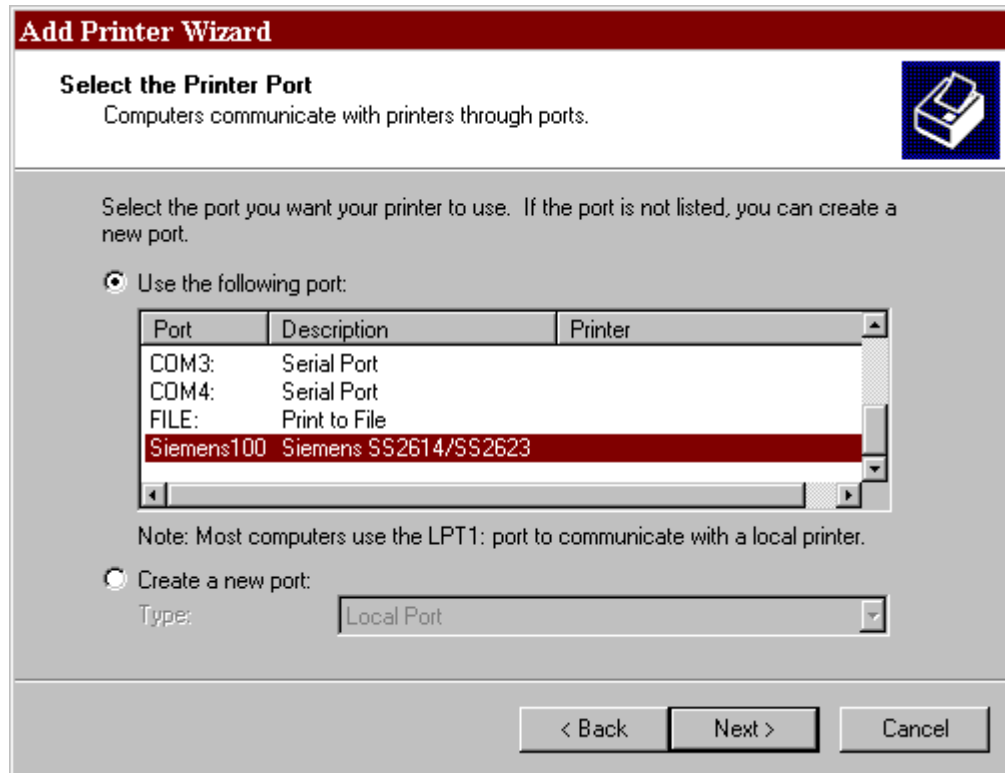 Add Printer Wizard
Select the Printer Port
Computers communicate with printers through ports.
Select the port you want your printer to use.  If the port is not listed, you can create a
new port.
Use the following port:
Port Description Printer
COM3: Serial Port
COM4: Serial Port
FILE: Print to File
Siemens100 Siemens SS2614/SS2623
Note: Most computers use the LPT1: port to communicate with a local printer.
Create a new port:
Type: Local Port
< Back Next > Cancel